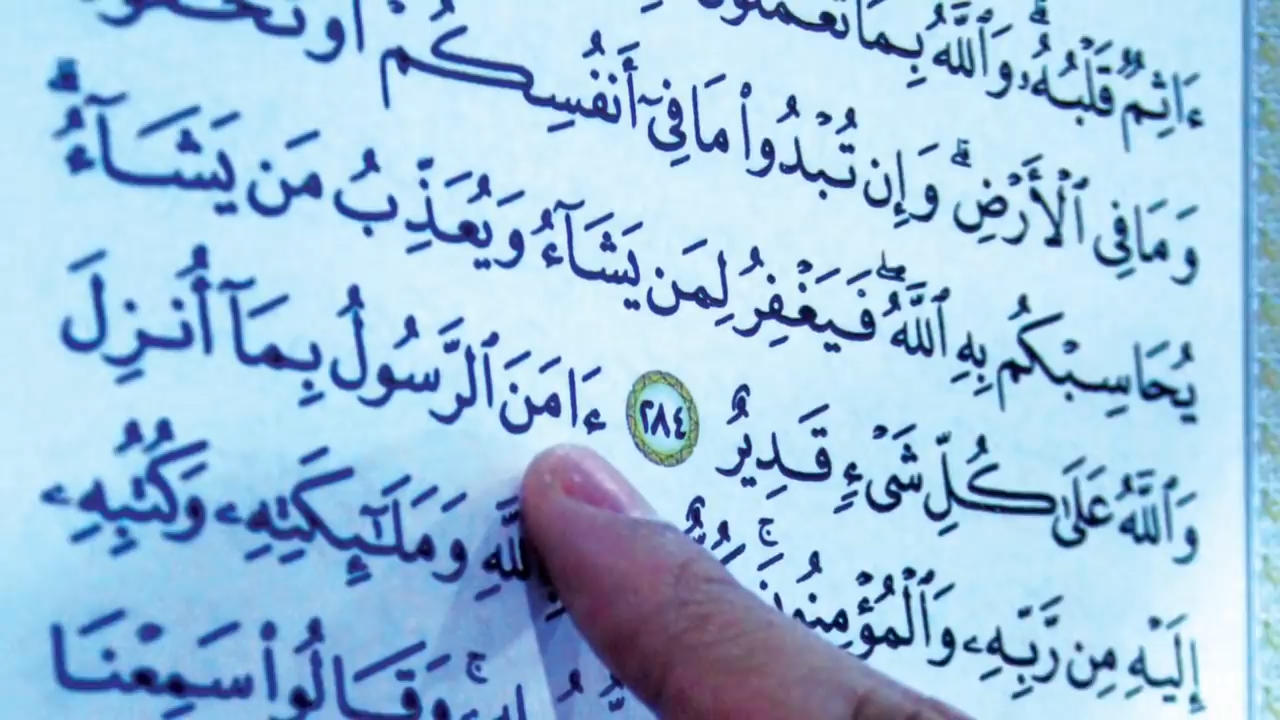 ءَاثِمٌ قَلْبُهُۥ وَٱللَّهُ بِمَا تَعْمَلُونَ
وَمَا فِى ٱلْأَرْضِ ۗ وَإِن تُبْدُوا۟ مَا فِىٓ أَنفُسِكُمْ أَوْ
يُحَاسِبْكُم بِهِ ٱللَّهُ ۖ فَيَغْفِرُ لِمَن يَشَآءُ وَيُعَذِّبُ مَن يَشَآءُ ۗ
وَٱللَّهُ عَلَىٰ كُلِّ شَىْءٍ قَدِيرٌ ٢٨٤ ءَامَنَ ٱلرَّسُولُ بِمَآ أُنزِلَ
إِلَيْهِ مِن رَّبِّهِۦ وَٱلْمُؤْمِنُونَ ۚ وَمَلَـٰٓئِكَتِهِۦ وَكُتُبِهِۦ
وَقَالُوا۟ سَمِعْنَا